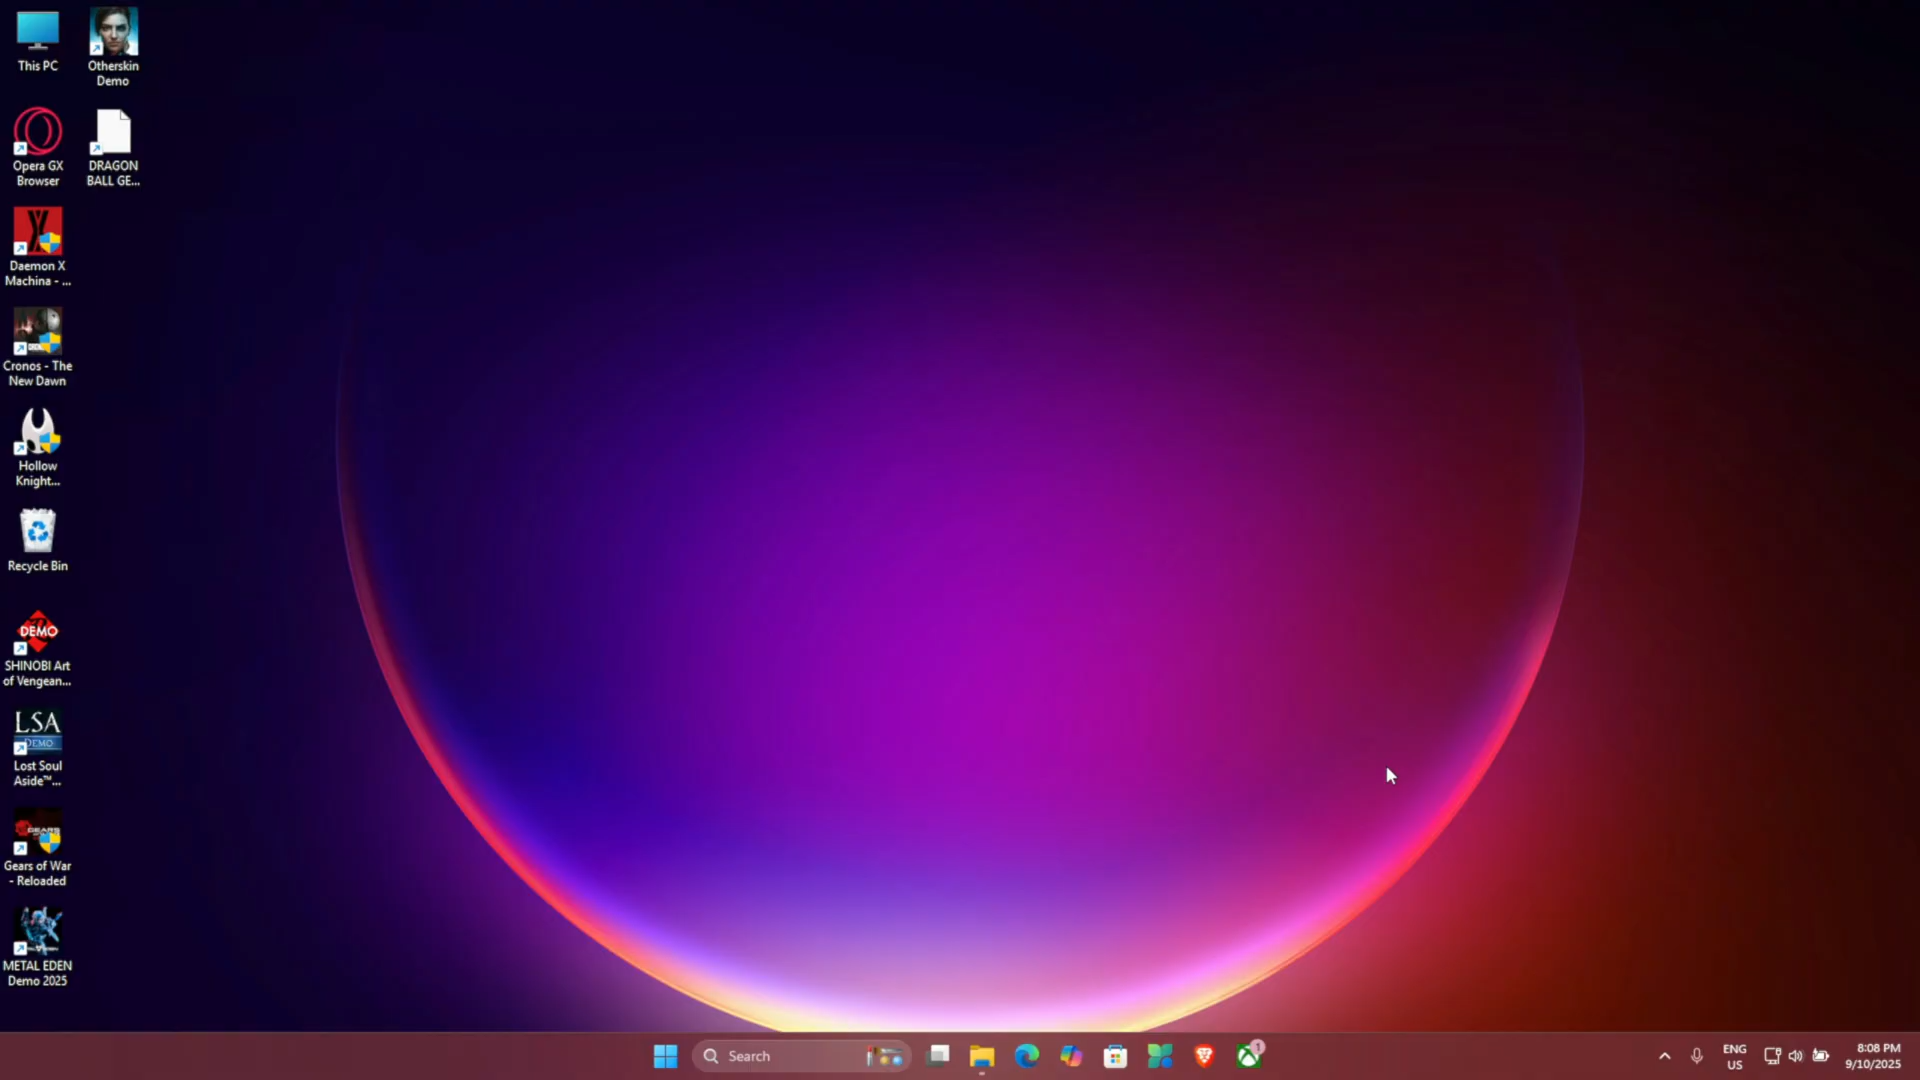 This PC
Otherskin
Demo
Opera GX
Browser
DRAGON
BALL GE...
Daemon X
Machina - ...
Cronos - The
New Dawn
Hollow
Knight...
Recycle Bin
DEMO
SHINOBI Art
of Vengean...
LSA
DEMO
Lost Soul
Aside™...
GEARS
Gears of War
- Reloaded
METAL EDEN
Demo 2025
Search
1
ENG
US
8:08 PM
9/10/2025